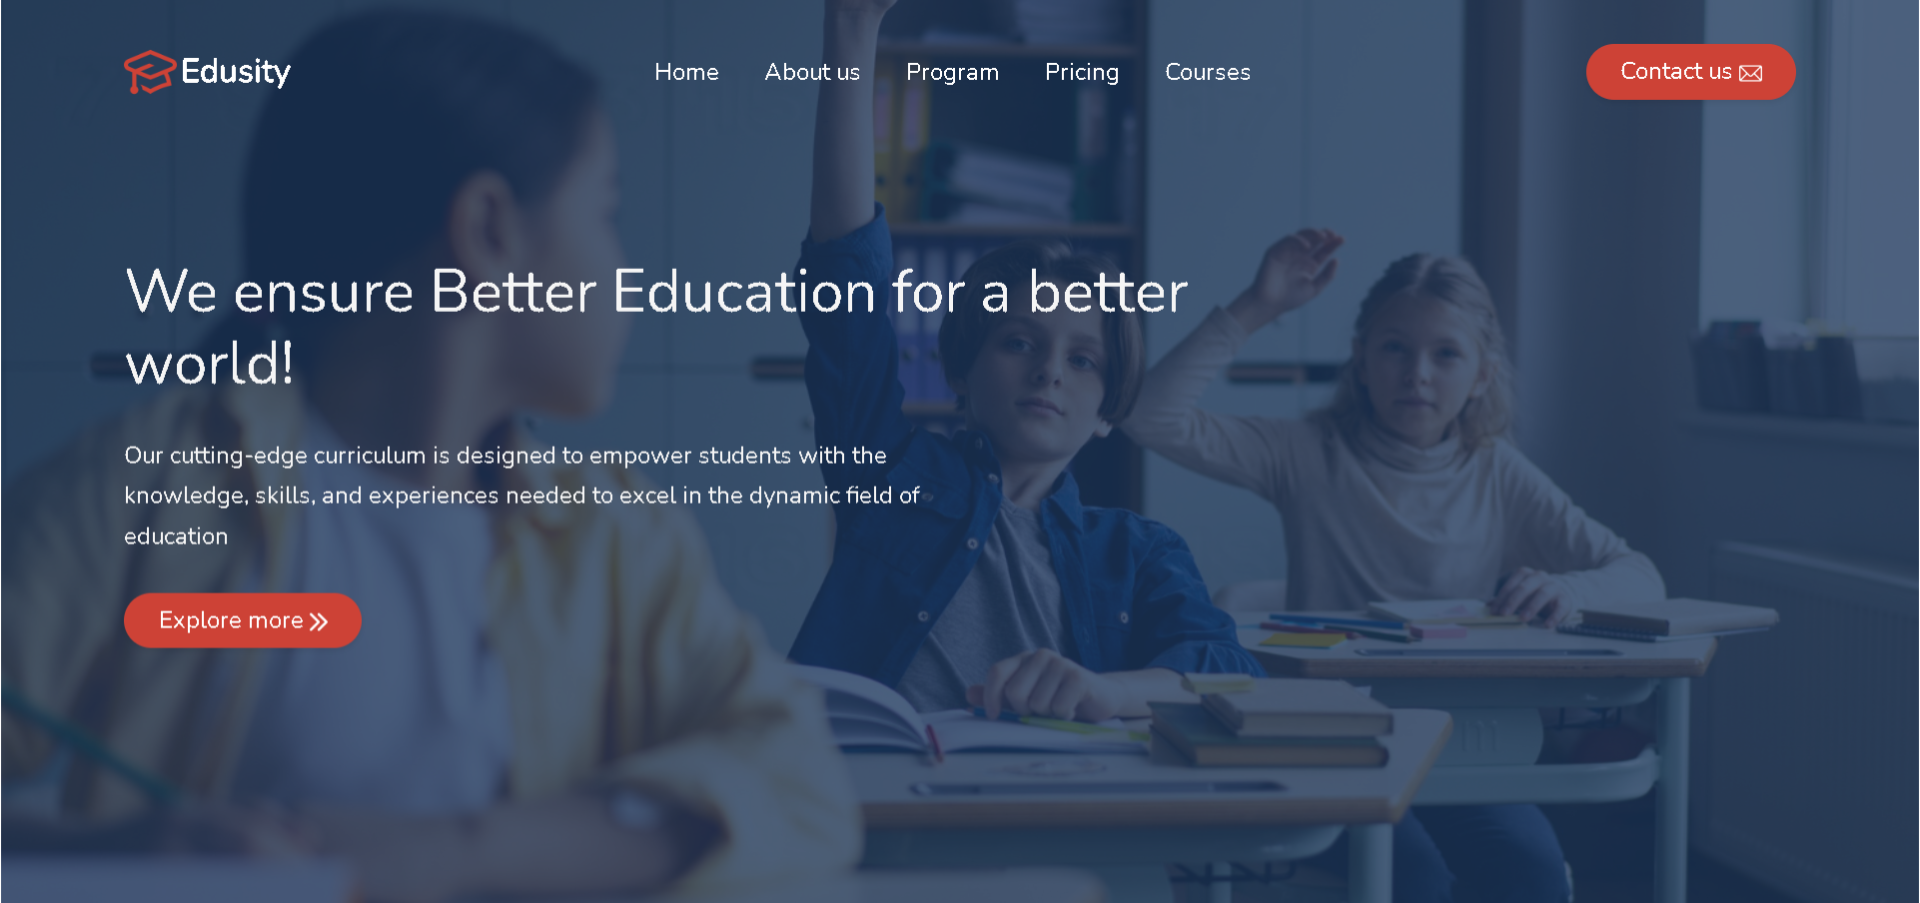 Edusity
Home
About us
Program
Pricing
Courses
Contact us
We ensure Better Education for a better
world!
Our cutting-edge curriculum is designed to empower students with the
knowledge, skills, and experiences needed to excel in the dynamic field of
education
Explore more